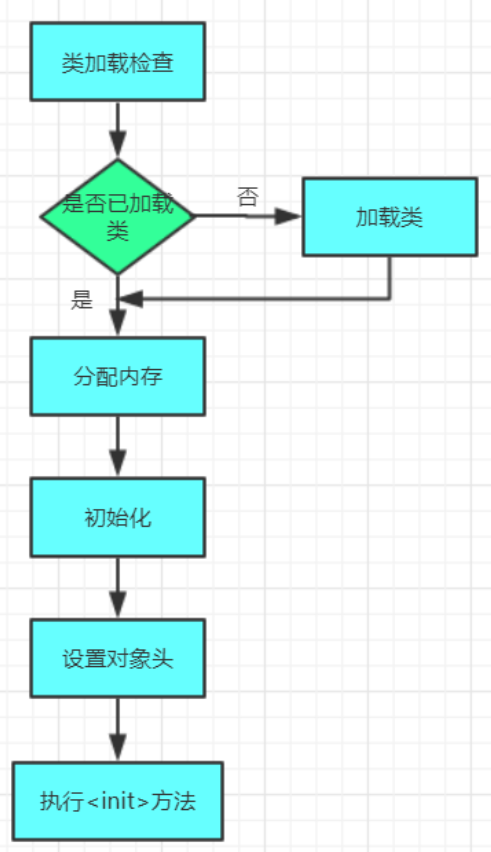 类加载检查
是否已加载
类
否
加载类
是
分配内存
初始化
设置对象头
执行<init>方法